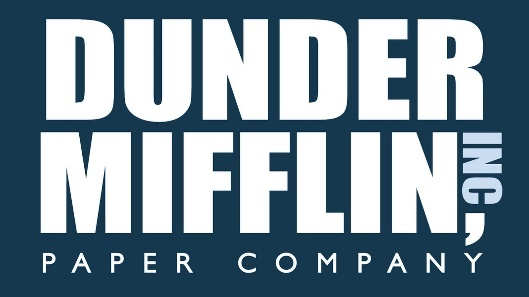 DUNDER
MIFFLIN, INC
PAPER COMPANY